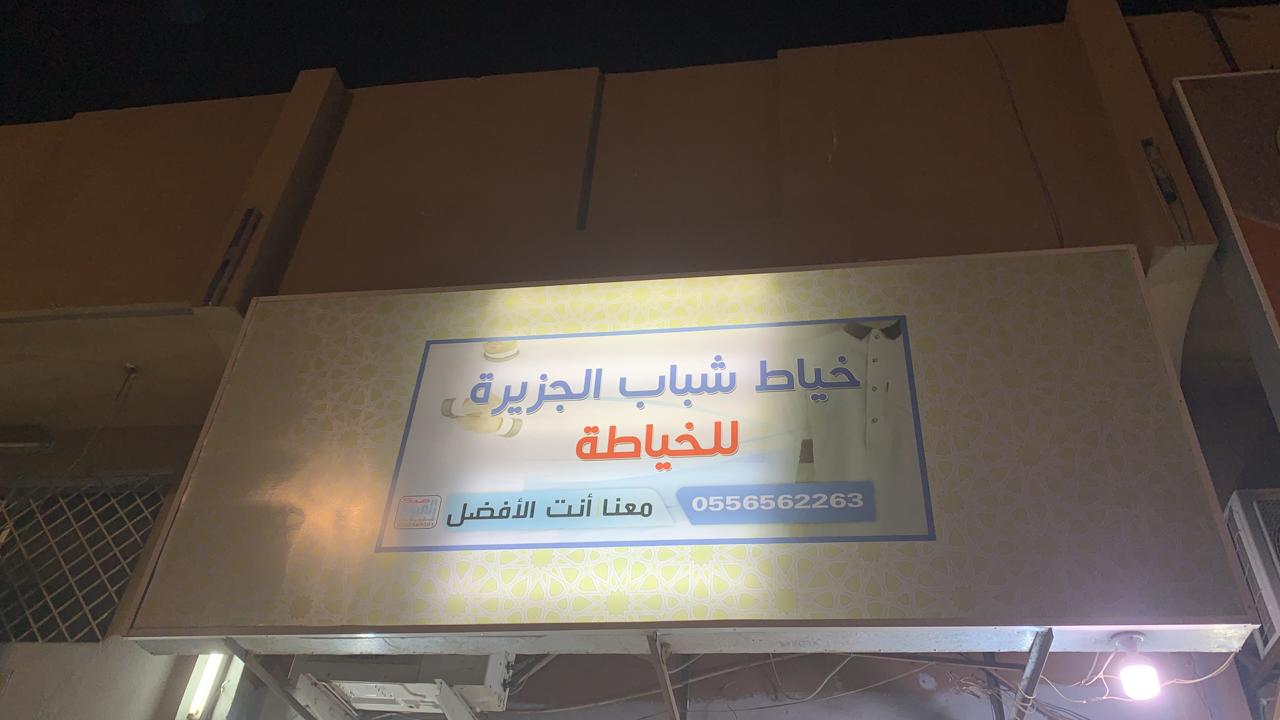 خياط شباب الجزيرة
للخياطة
0556562263 معنا أنت الأفضل